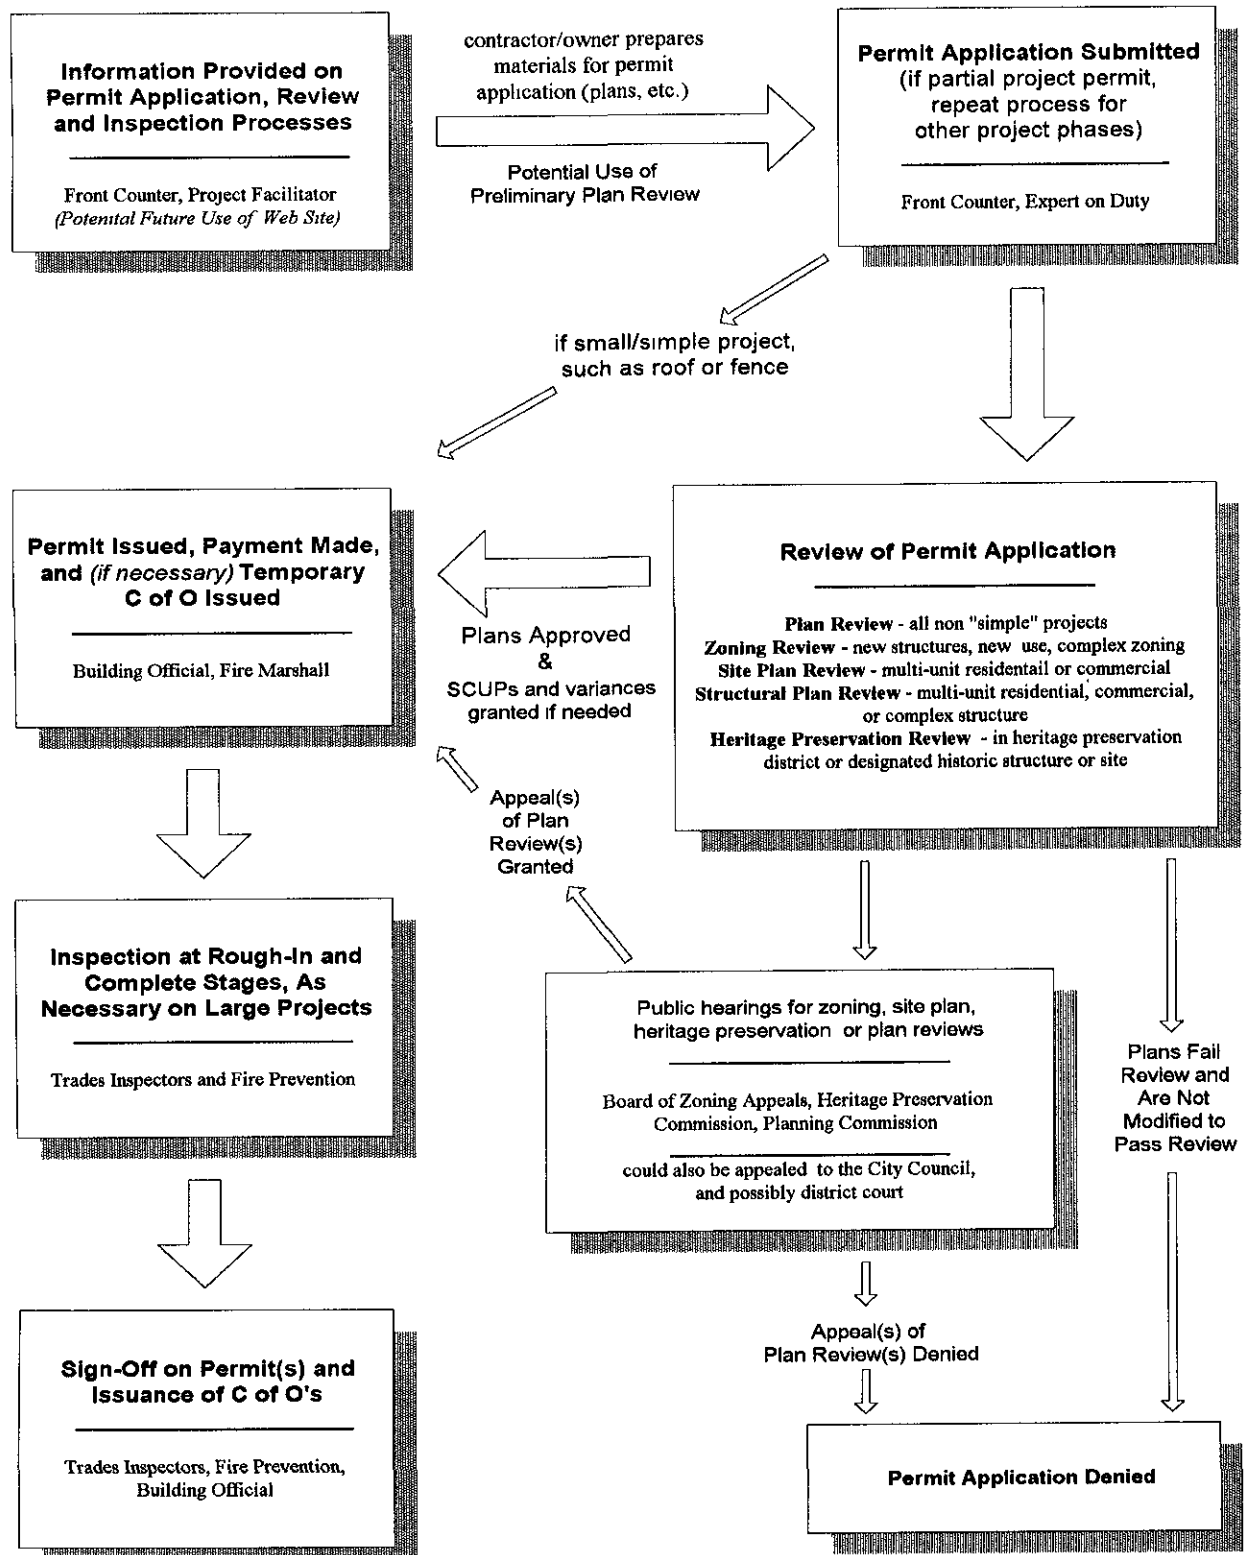 Information Provided on
Permit Application, Review
and Inspection Processes
Front Counter, Project Facilitator
(Potenital Future Use of Web Site)
contractor/owner prepares
materials for permit
application (plans, etc.)
Potential Use of
Preliminary Plan Review
Permit Application Submitted
(if partial project permit,
repeat process for
other project phases)
Front Counter, Expert on Duty
if small/simple project,
such as roof or fence
Permit Issued, Payment Made,
and (if necessary) Temporary
C of O Issued
Building Official, Fire Marshall
Plans Approved
&
SCUPs and variances
granted if needed
Review of Permit Application
Plan Review - all non "simple" projects
Zoning Review - new structures, new use, complex zoning
Site Plan Review - multi-unit residentail or commercial
Structural Plan Review - multi-unit residential, commercial,
or complex structure
Heritage Preservation Review - in heritage preservation
district or designated historic structure or site
Appeal(s)
of Plan
Review(s)
Granted
Inspection at Rough-In and
Complete Stages, As
Necessary on Large Projects
Trades Inspectors and Fire Prevention
Public hearings for zoning, site plan,
heritage preservation or plan reviews
Board of Zoning Appeals, Heritage Preservation
Commission, Planning Commission
could also be appealed to the City Council,
and possibly district court
Plans Fail
Review and
Are Not
Modified to
Pass Review
Appeal(s) of
Plan Review(s) Denied
Sign-Off on Permit(s) and
Issuance of C of O's
Trades Inspectors, Fire Prevention,
Building Official
Permit Application Denied